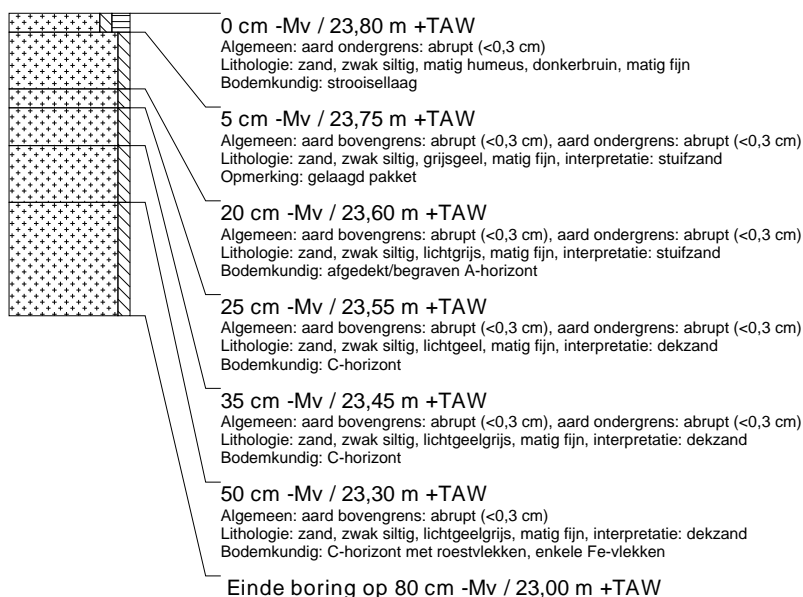 0 cm -Mv / 23,80 m +TAW
Algemeen: aard ondergrens: abrupt (<0,3 cm)
Lithologie: zand, zwak siltig, matig humeus, donkerbruin, matig fijn
Bodemkundig: strooisellaag
5 cm -Mv / 23,75 m +TAW
Algemeen: aard bovengrens: abrupt (<0,3 cm), aard ondergrens: abrupt (<0,3 cm)
Lithologie: zand, zwak siltig, grijsgeel, matig fijn, interpretatie: stuifzand
Opmerking: gelaagd pakket
20 cm -Mv / 23,60 m +TAW
Algemeen: aard bovengrens: abrupt (<0,3 cm), aard ondergrens: abrupt (<0,3 cm)
Lithologie: zand, zwak siltig, lichtgrijs, matig fijn, interpretatie: stuifzand
Bodemkundig: afgedekt/begraven A-horizont
25 cm -Mv / 23,55 m +TAW
Algemeen: aard bovengrens: abrupt (<0,3 cm), aard ondergrens: abrupt (<0,3 cm)
Lithologie: zand, zwak siltig, lichtgeel, matig fijn, interpretatie: dekzand
Bodemkundig: C-horizont
35 cm -Mv / 23,45 m +TAW
Algemeen: aard bovengrens: abrupt (<0,3 cm), aard ondergrens: abrupt (<0,3 cm)
Lithologie: zand, zwak siltig, lichtgeelgrijs, matig fijn, interpretatie: dekzand
Bodemkundig: C-horizont
50 cm -Mv / 23,30 m +TAW
Algemeen: aard bovengrens: abrupt (<0,3 cm)
Lithologie: zand, zwak siltig, lichtgeelgrijs, matig fijn, interpretatie: dekzand
Bodemkundig: C-horizont met roestvlekken, enkele Fe-vlekken
Einde boring op 80 cm -Mv / 23,00 m +TAW